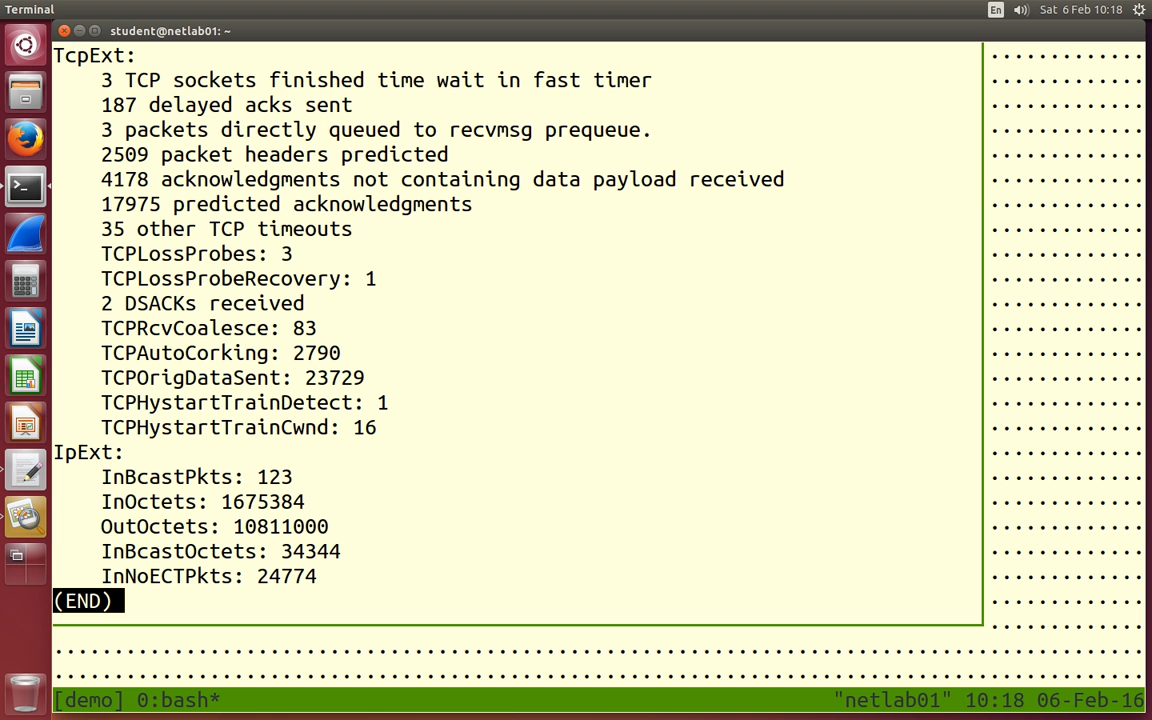 Terminal
En
Sat 6 Feb 10:18
student@netlab01: ~
TcpExt:
3 TCP sockets finished time wait in fast timer
187 delayed acks sent
3 packets directly queued to recvmsg prequeue.
2509 packet headers predicted
4178 acknowledgments not containing data payload received
17975 predicted acknowledgments
35 other TCP timeouts
TCPLossProbes: 3
TCPLossProbeRecovery: 1
2 DSACKs received
TCPRcvCoalesce: 83
TCPAutoCorking: 2790
TCPOrigDataSent: 23729
TCPHystartTrainDetect: 1
TCPHystartTrainCwnd: 16
IpExt:
InBcastPkts: 123
InOctets: 1675384
OutOctets: 10811000
InBcastOctets: 34344
InNoECTPkts: 24774
(END)
[demo] 0:bash*
"netlab01" 10:18 06-Feb-16